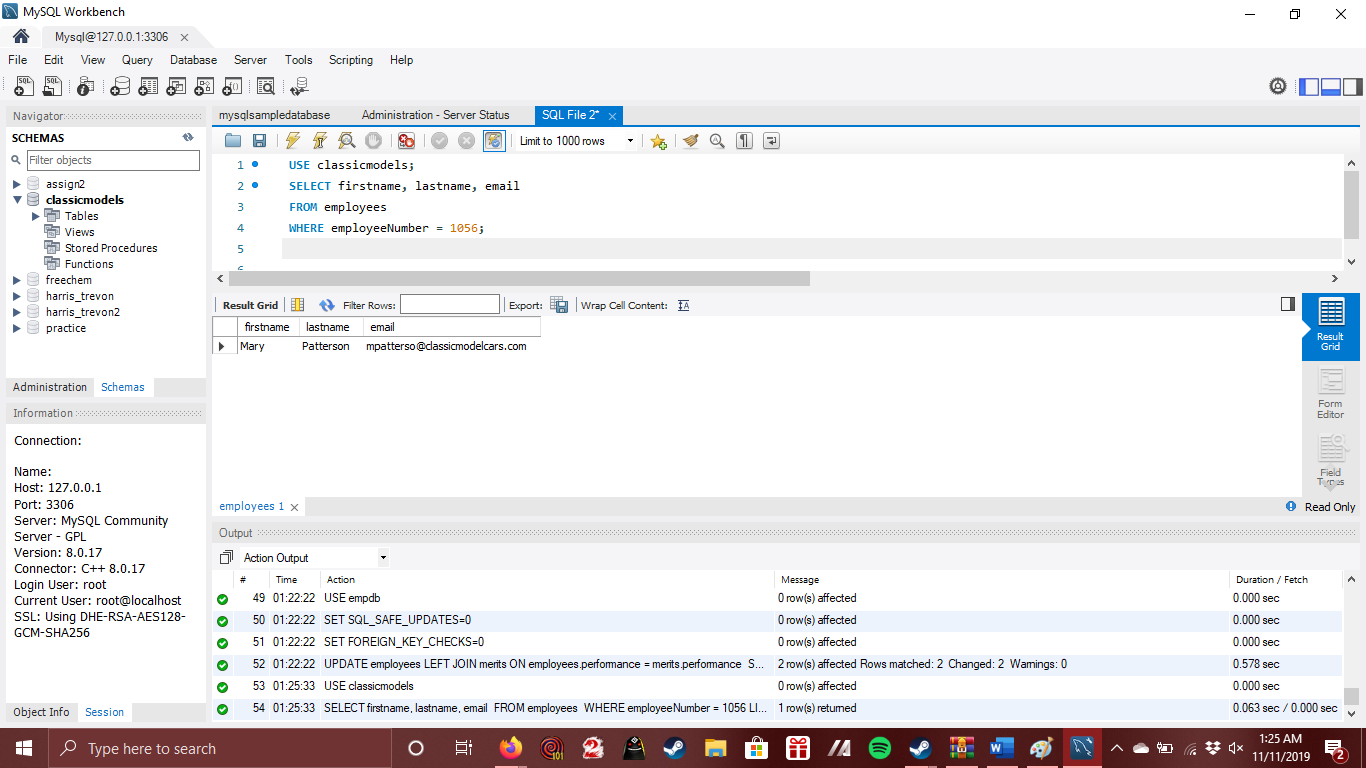 MySQL Workbench
Mysql@127.0.0.1:3306
File Edit View Query Database Server Tools Scripting Help
Navigator
SCHEMAS
Filter objects
assign2
classicmodels
Tables
Views
Stored Procedures
Functions
freechem
harris_trevon
harris_trevon2
practice
Administration Schemas
Information
Connection:
Name:
Host: 127.0.0.1
Port: 3306
Server: MySQL Community
Server - GPL
Version: 8.0.17
Connector: C++ 8.0.17
Login User: root
Current User: root@localhost
SSL: Using DHE-RSA-AES128-
GCM-SHA256
Object Info Session
mysqlsampledatabase Administration - Server Status SQL File 2*
Limit to 1000 rows
1 USE classicmodels;
2 SELECT firstname, lastname, email
3 FROM employees
4 WHERE employeeNumber = 1056;
5
6
Result Grid Filter Rows: Export: Wrap Cell Content:
firstname lastname email
Mary Patterson mpatterso@classicmodelcars.com
Result
Grid
Form
Editor
Field
Types
employees 1
Read Only
Output
Action Output
# Time Action Message Duration / Fetch
49 01:22:22 USE empdb 0 row(s) affected 0.000 sec
50 01:22:22 SET SQL_SAFE_UPDATES=0 0 row(s) affected 0.000 sec
51 01:22:22 SET FOREIGN_KEY_CHECKS=0 0 row(s) affected 0.000 sec
52 01:22:22 UPDATE employees LEFT JOIN merits ON employees.performance = merits.performance S... 2 row(s) affected Rows matched: 2 Changed: 2 Warnings: 0 0.578 sec
53 01:25:33 USE classicmodels 0 row(s) affected 0.000 sec
54 01:25:33 SELECT firstname, lastname, email FROM employees WHERE employeeNumber = 1056 LI... 1 row(s) returned 0.063 sec / 0.000 sec
Type here to search
1:25 AM
11/11/2019
2